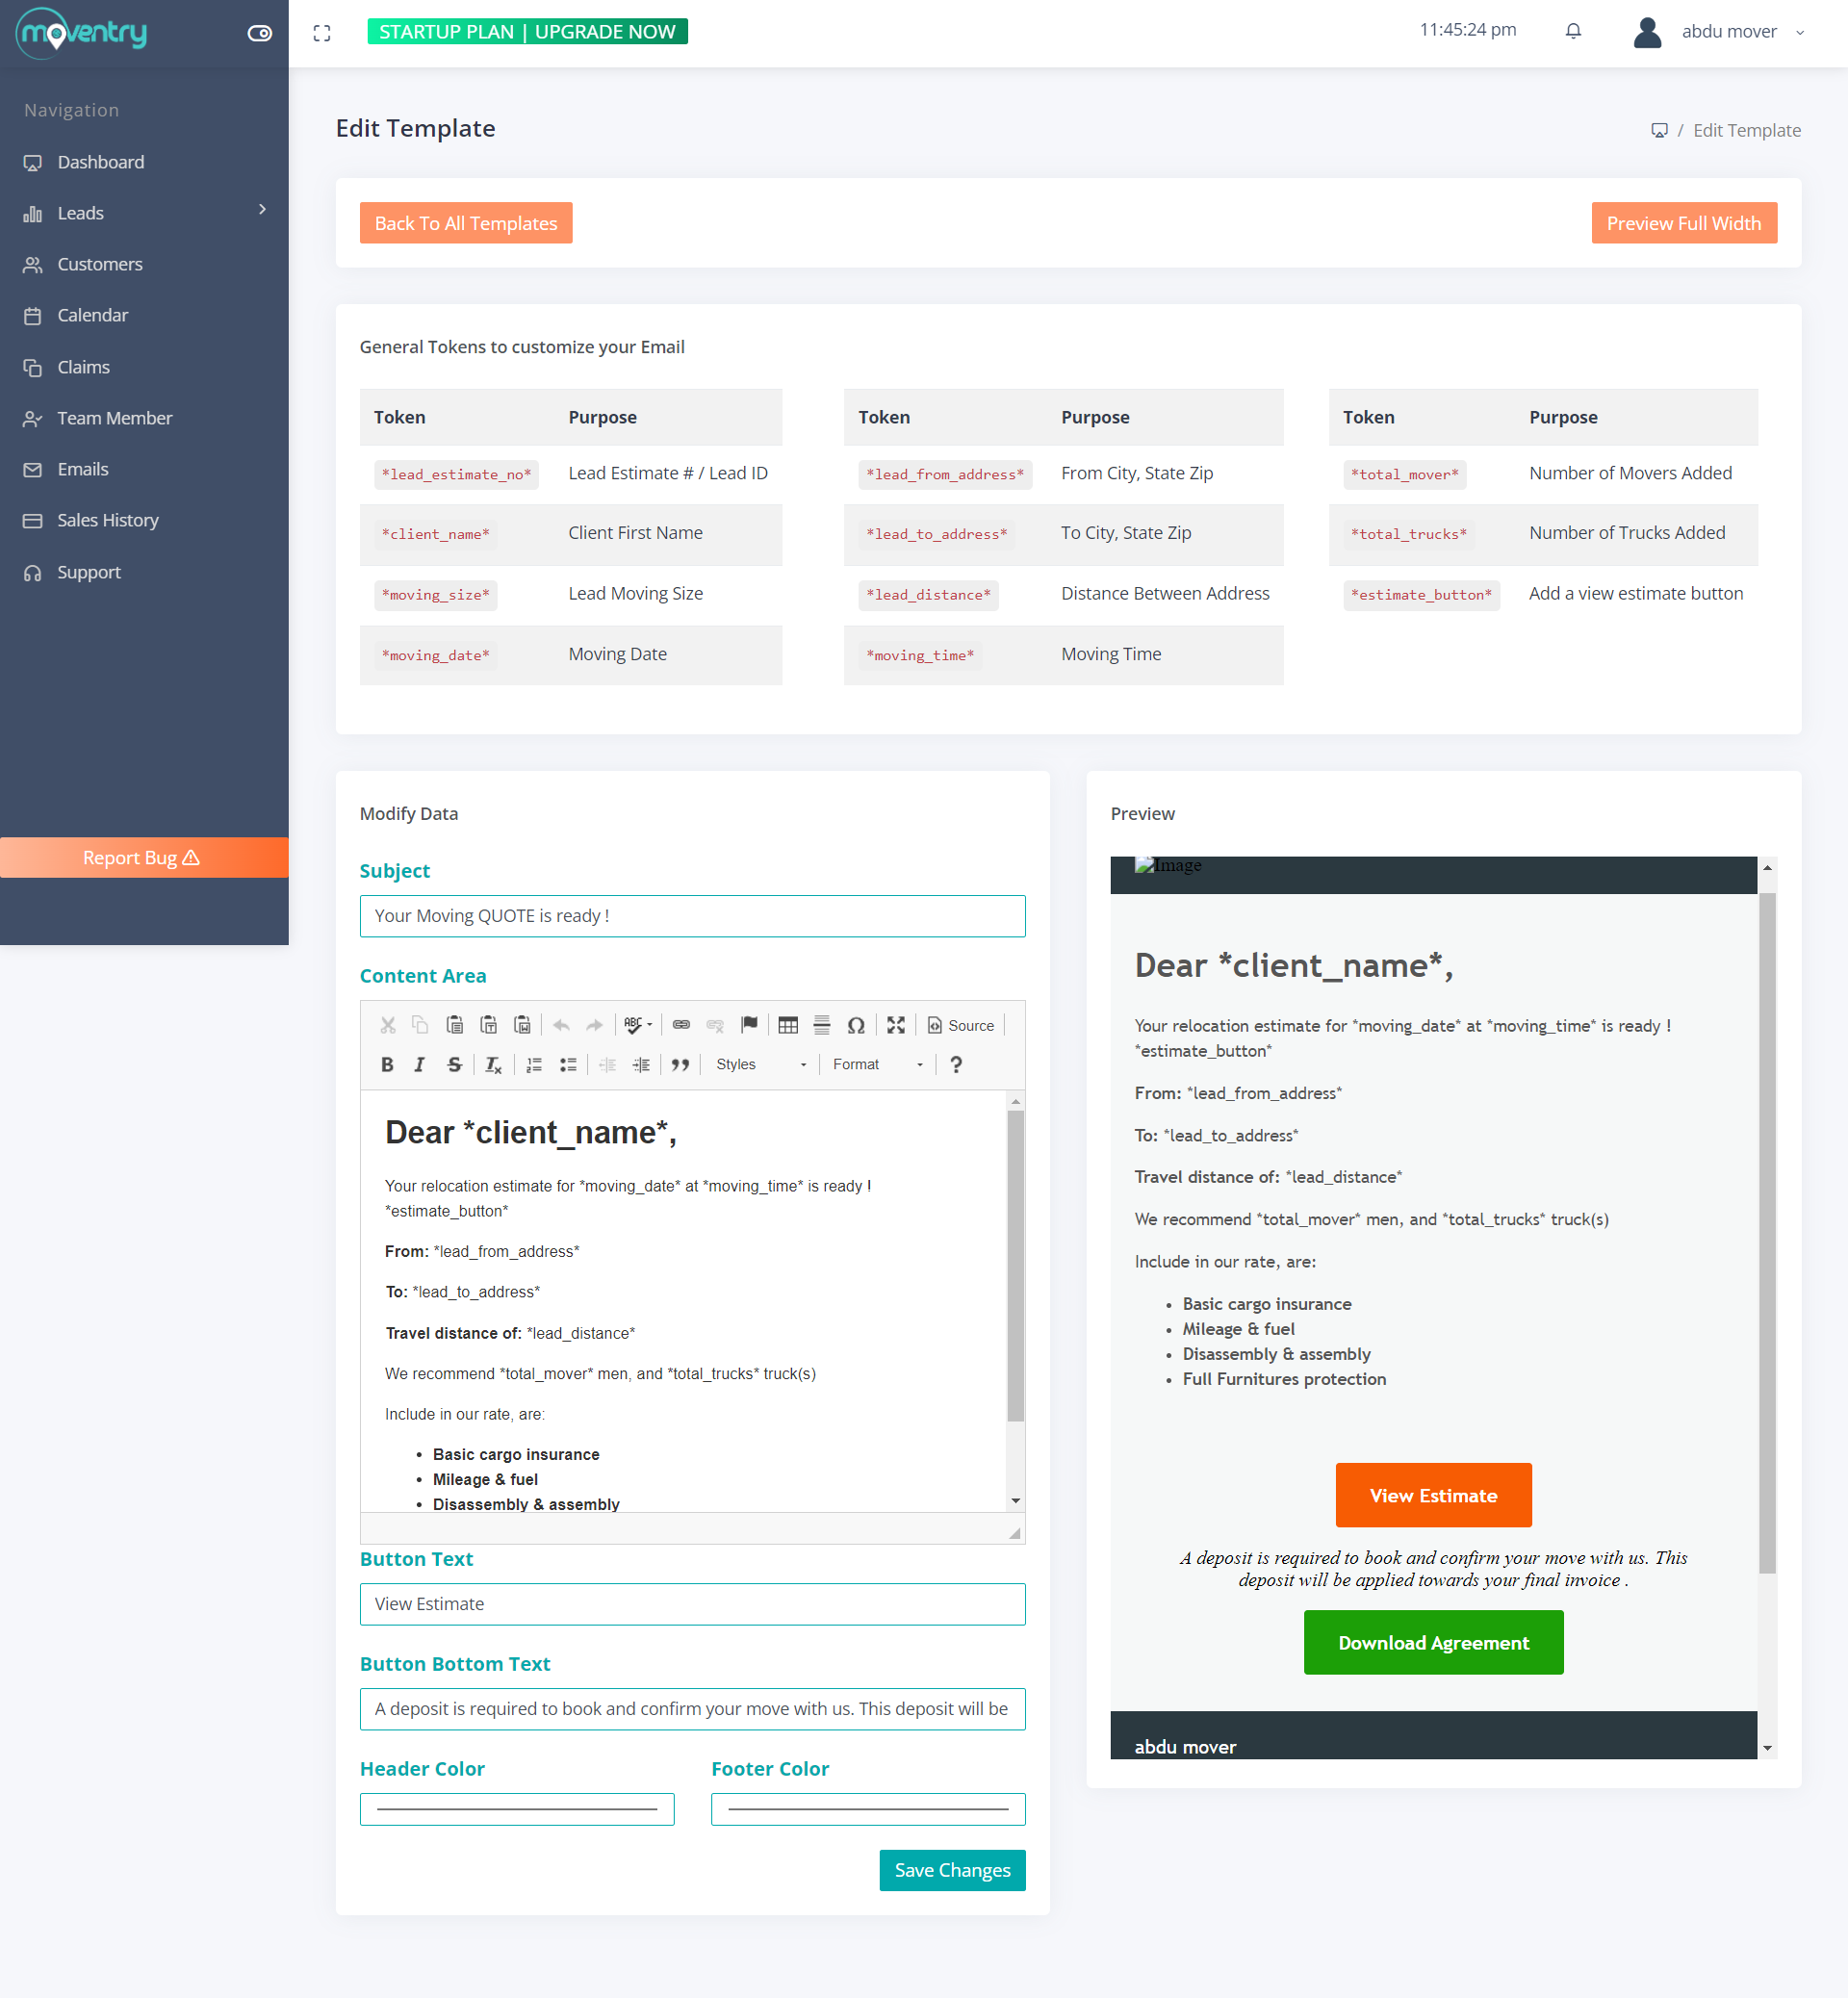 moventry
STARTUP PLAN | UPGRADE NOW
11:45:24 pm
abdu mover
Navigation
Dashboard
Leads
Customers
Calendar
Claims
Team Member
Emails
Sales History
Support
Report Bug
Edit Template
/ Edit Template
Back To All Templates
Preview Full Width
General Tokens to customize your Email
Token Purpose
*lead_estimate_no* Lead Estimate # / Lead ID
*client_name* Client First Name
*moving_size* Lead Moving Size
*moving_date* Moving Date
Token Purpose
*lead_from_address* From City, State Zip
*lead_to_address* To City, State Zip
*lead_distance* Distance Between Address
*moving_time* Moving Time
Token Purpose
*total_mover* Number of Movers Added
*total_trucks* Number of Trucks Added
*estimate_button* Add a view estimate button
Modify Data
Subject
Your Moving QUOTE is ready !
Content Area
ABC
Source
B I S Tx
Styles
Format
?
Dear *client_name*,
Your relocation estimate for *moving_date* at *moving_time* is ready !
*estimate_button*
From: *lead_from_address*
To: *lead_to_address*
Travel distance of: *lead_distance*
We recommend *total_mover* men, and *total_trucks* truck(s)
Include in our rate, are:
• Basic cargo insurance
• Mileage & fuel
• Disassembly & assembly
Button Text
View Estimate
Button Bottom Text
A deposit is required to book and confirm your move with us. This deposit will be
Header Color
Footer Color
Save Changes
Preview
Image
Dear *client_name*,
Your relocation estimate for *moving_date* at *moving_time* is ready !
*estimate_button*
From: *lead_from_address*
To: *lead_to_address*
Travel distance of: *lead_distance*
We recommend *total_mover* men, and *total_trucks* truck(s)
Include in our rate, are:
• Basic cargo insurance
• Mileage & fuel
• Disassembly & assembly
• Full Furnitures protection
View Estimate
A deposit is required to book and confirm your move with us. This
deposit will be applied towards your final invoice .
Download Agreement
abdu mover